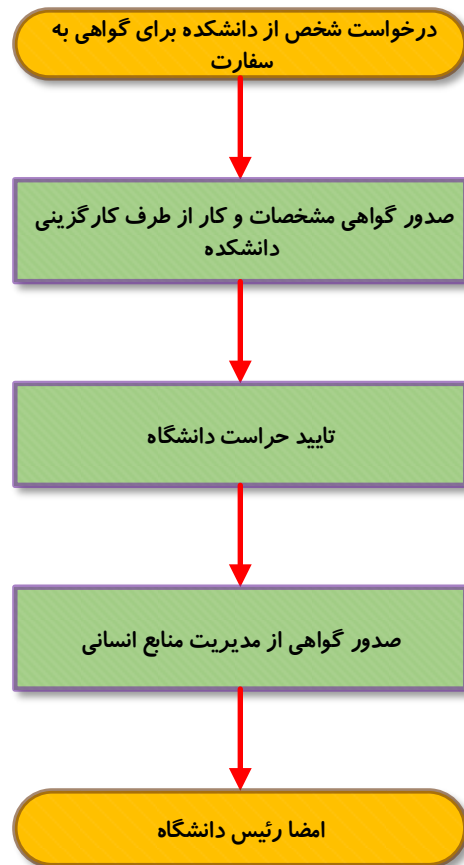 درخواست شخص از دانشکده برای گواهی به
سفارت
صدور گواهی مشخصات و کار از طرف کارگزینی
دانشکده
تایید حراست دانشگاه
صدور گواهی از مدیریت منابع انسانی
امضا رئیس دانشگاه